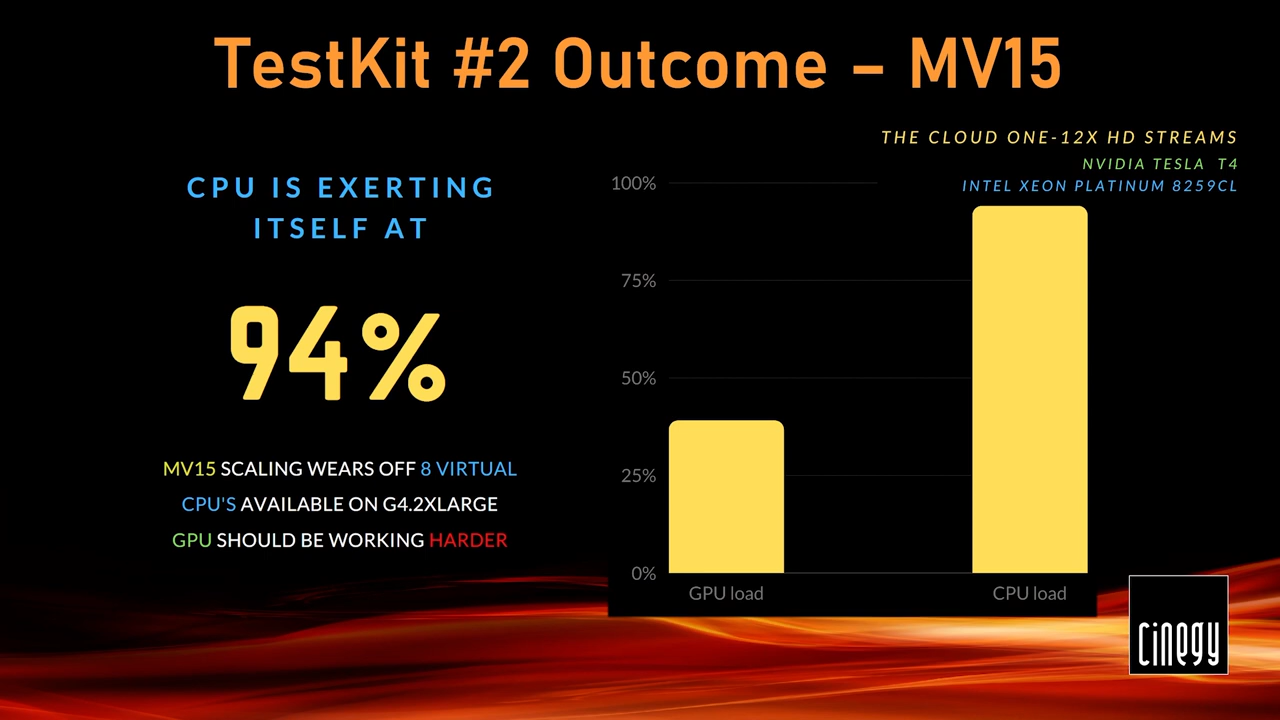 TestKit #2 Outcome – MV15
THE CLOUD ONE-12X HD STREAMS
NVIDIA TESLA T4
INTEL XEON PLATINUM 8259CL
CPU IS EXERTING
ITSELF AT
94%
MV15 SCALING WEARS OFF 8 VIRTUAL
CPU'S AVAILABLE ON G4.2XLARGE
GPU SHOULD BE WORKING HARDER
100%
75%
50%
25%
0%
GPU load
CPU load
cinegy